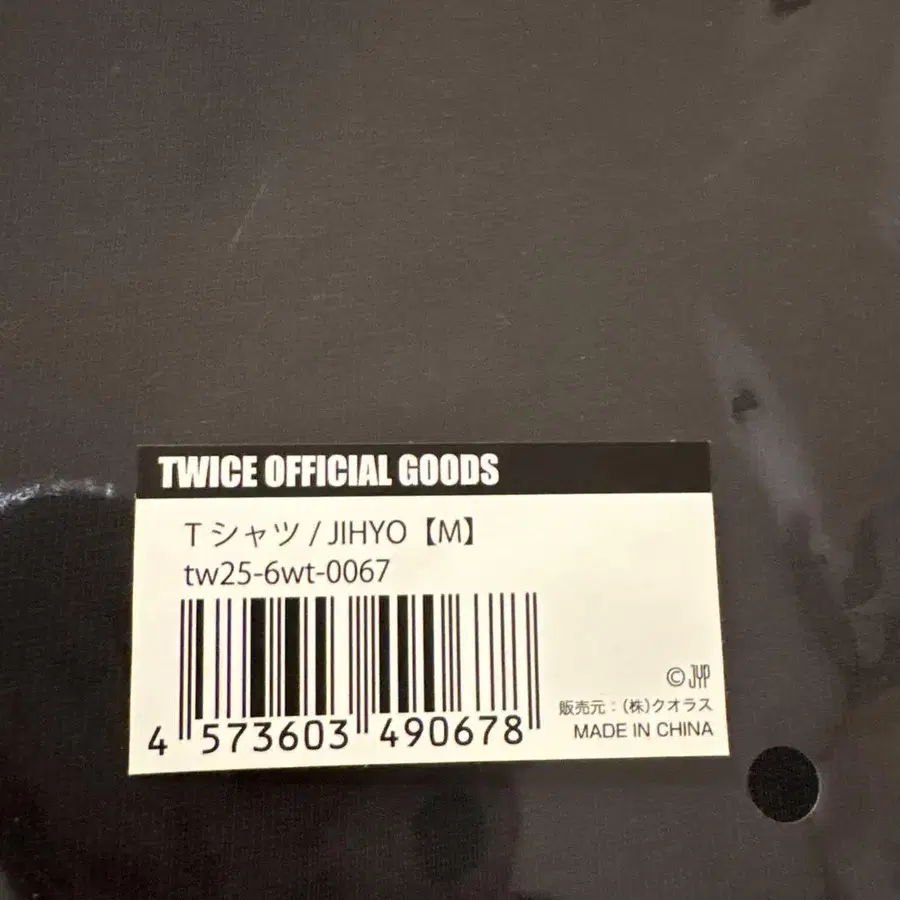 TWICE OFFICIAL GOODS
Tシャツ / JIHYO【M】
tw25-6wt-0067
4 573603 490678
© JYP
販売元:(株)クオラス
MADE IN CHINA